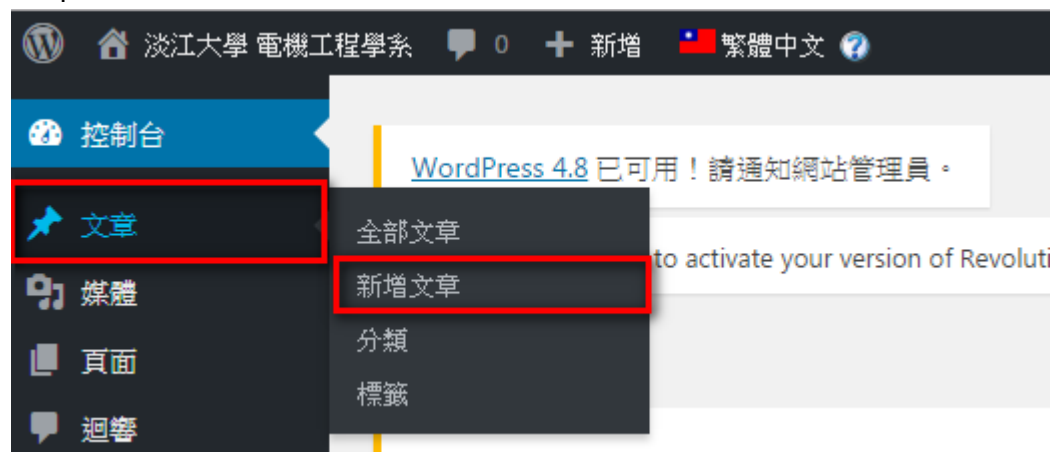 淡江大學 電機工程學系 0 新增 繁體中文
控制台
WordPress 4.8 已可用！請通知網站管理員。
文章
全部文章
to activate your version of Revoluti
新增文章
媒體
分類
頁面
標籤
迴響